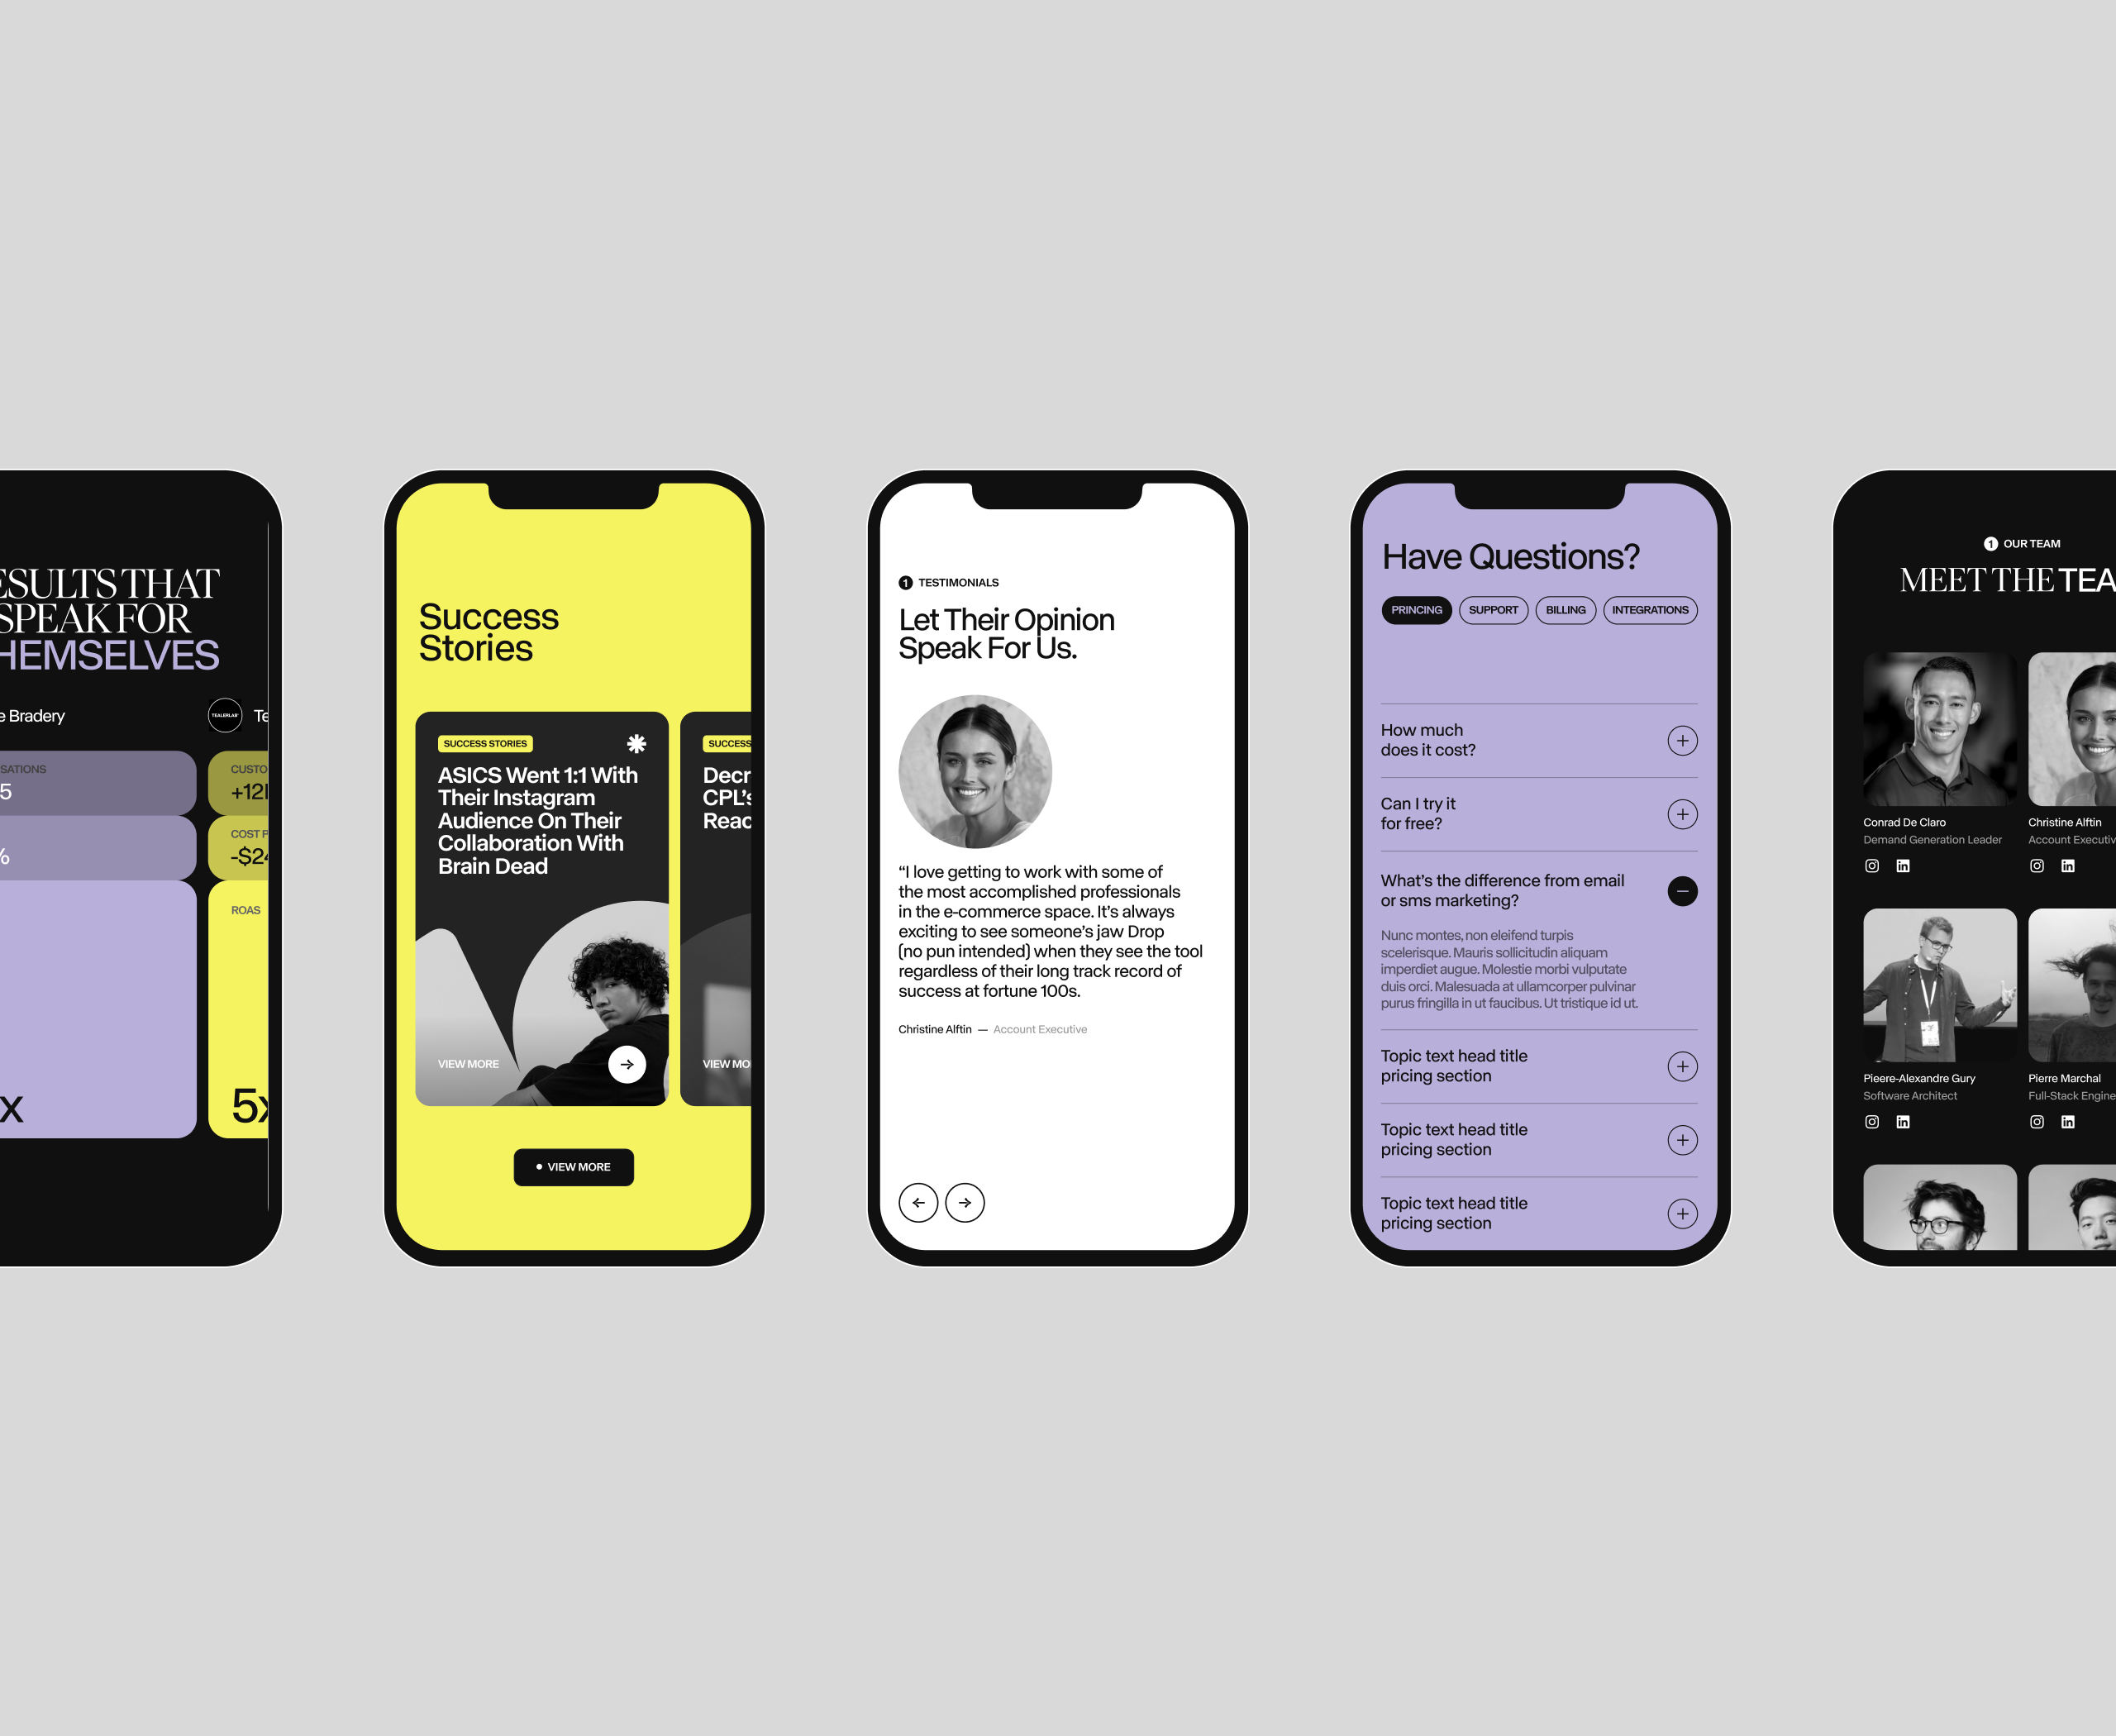 ESULTS THAT
SPEAK FOR
HEMSELVES
e Bradery
TEALERLAB
Te
SATIONS
5
%
x
CUSTO
+12
COST P
-$24
ROAS
5x
Success
Stories
SUCCESS STORIES
ASICS Went 1:1 With
Their Instagram
Audience On Their
Collaboration With
Brain Dead
VIEW MORE
SUCCESS
Decr
CPL's
Reac
VIEW MO
VIEW MORE
1 TESTIMONIALS
Let Their Opinion
Speak For Us.
“I love getting to work with some of
the most accomplished professionals
in the e-commerce space. It’s always
exciting to see someone’s jaw Drop
(no pun intended) when they see the tool
regardless of their long track record of
success at fortune 100s.
Christine Alftin — Account Executive
Have Questions?
PRINCING SUPPORT BILLING INTEGRATIONS
How much
does it cost?
Can I try it
for free?
What’s the difference from email
or sms marketing?
Nunc montes, non eleifend turpis
scelerisque. Mauris sollicitudin aliquam
imperdiet augue. Molestie morbi vulputate
duis orci. Malesuada at ullamcorper pulvinar
purus fringilla in ut faucibus. Ut tristique id ut.
Topic text head title
pricing section
Topic text head title
pricing section
Topic text head title
pricing section
1 OUR TEAM
MEET THE TEA
Conrad De Claro
Demand Generation Leader
Christine Alftin
Account Executiv
Pieere-Alexandre Gury
Software Architect
Pierre Marchal
Full-Stack Engine